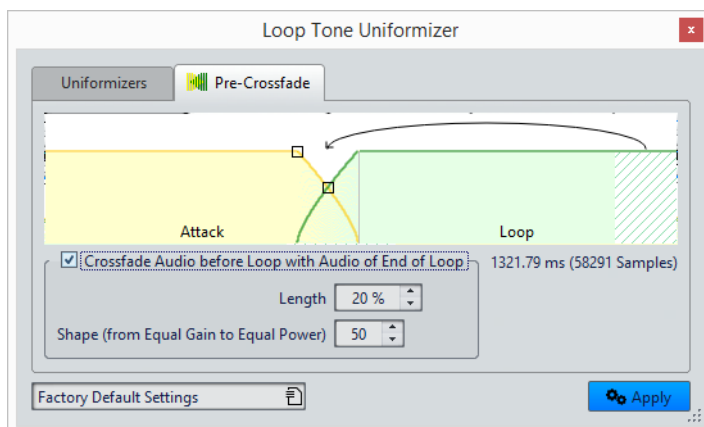 Loop Tone Uniformizer
x
Uniformizers
Pre-Crossfade
Attack
Loop
Crossfade Audio before Loop with Audio of End of Loop
1321.79 ms (58291 Samples)
Length
20 %
Shape (from Equal Gain to Equal Power)
50
Factory Default Settings
Apply